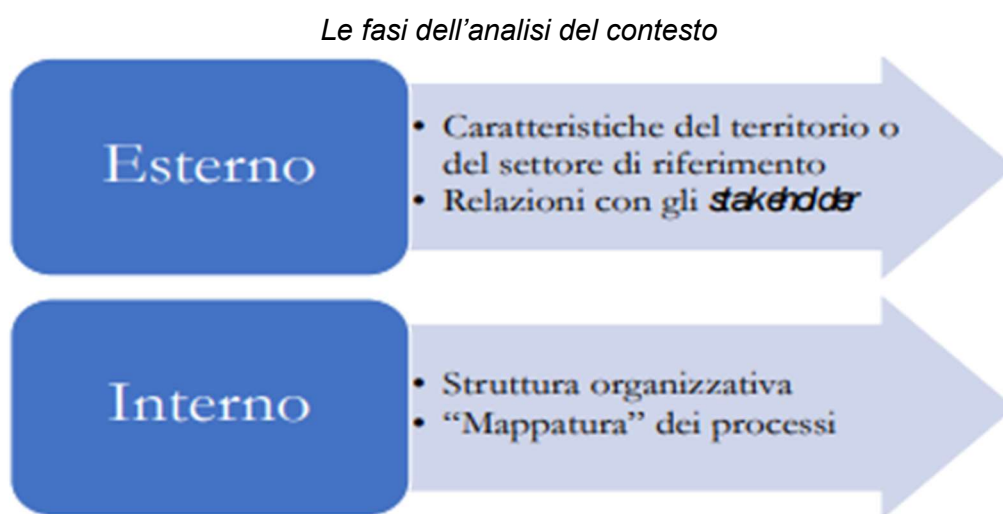 Le fasi dell’analisi del contesto
Esterno
• Caratteristiche del territorio o
del settore di riferimento
• Relazioni con gli stakeholder
Interno
• Struttura organizzativa
• “Mappatura” dei processi